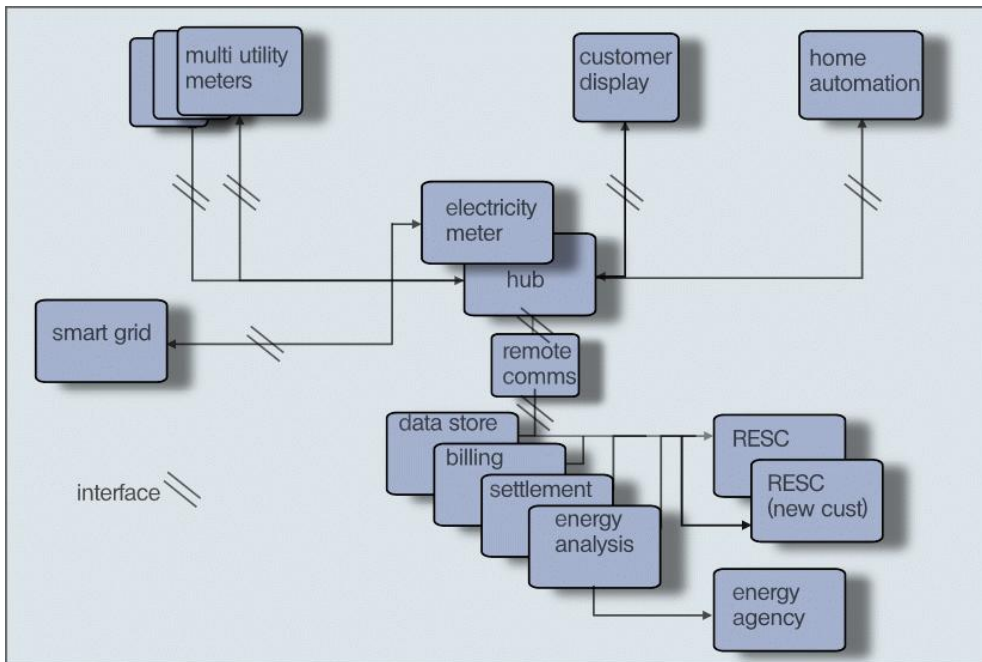 multi utility
meters
customer
display
home
automation
electricity
meter
hub
smart grid
remote
comms
data store
billing
settlement
energy
analysis
RESC
RESC
(new cust)
interface
energy
agency